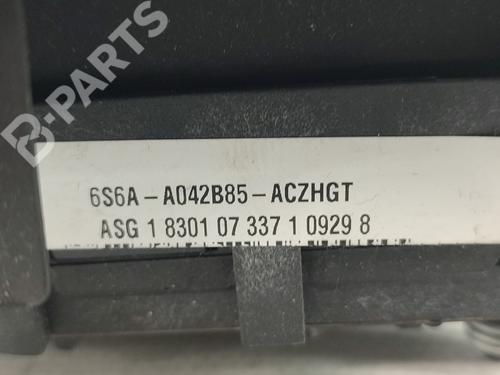 B-PARTS
6S6A-A042B85-ACZHGT
ASG 1 8301 07 337 1 0929 8